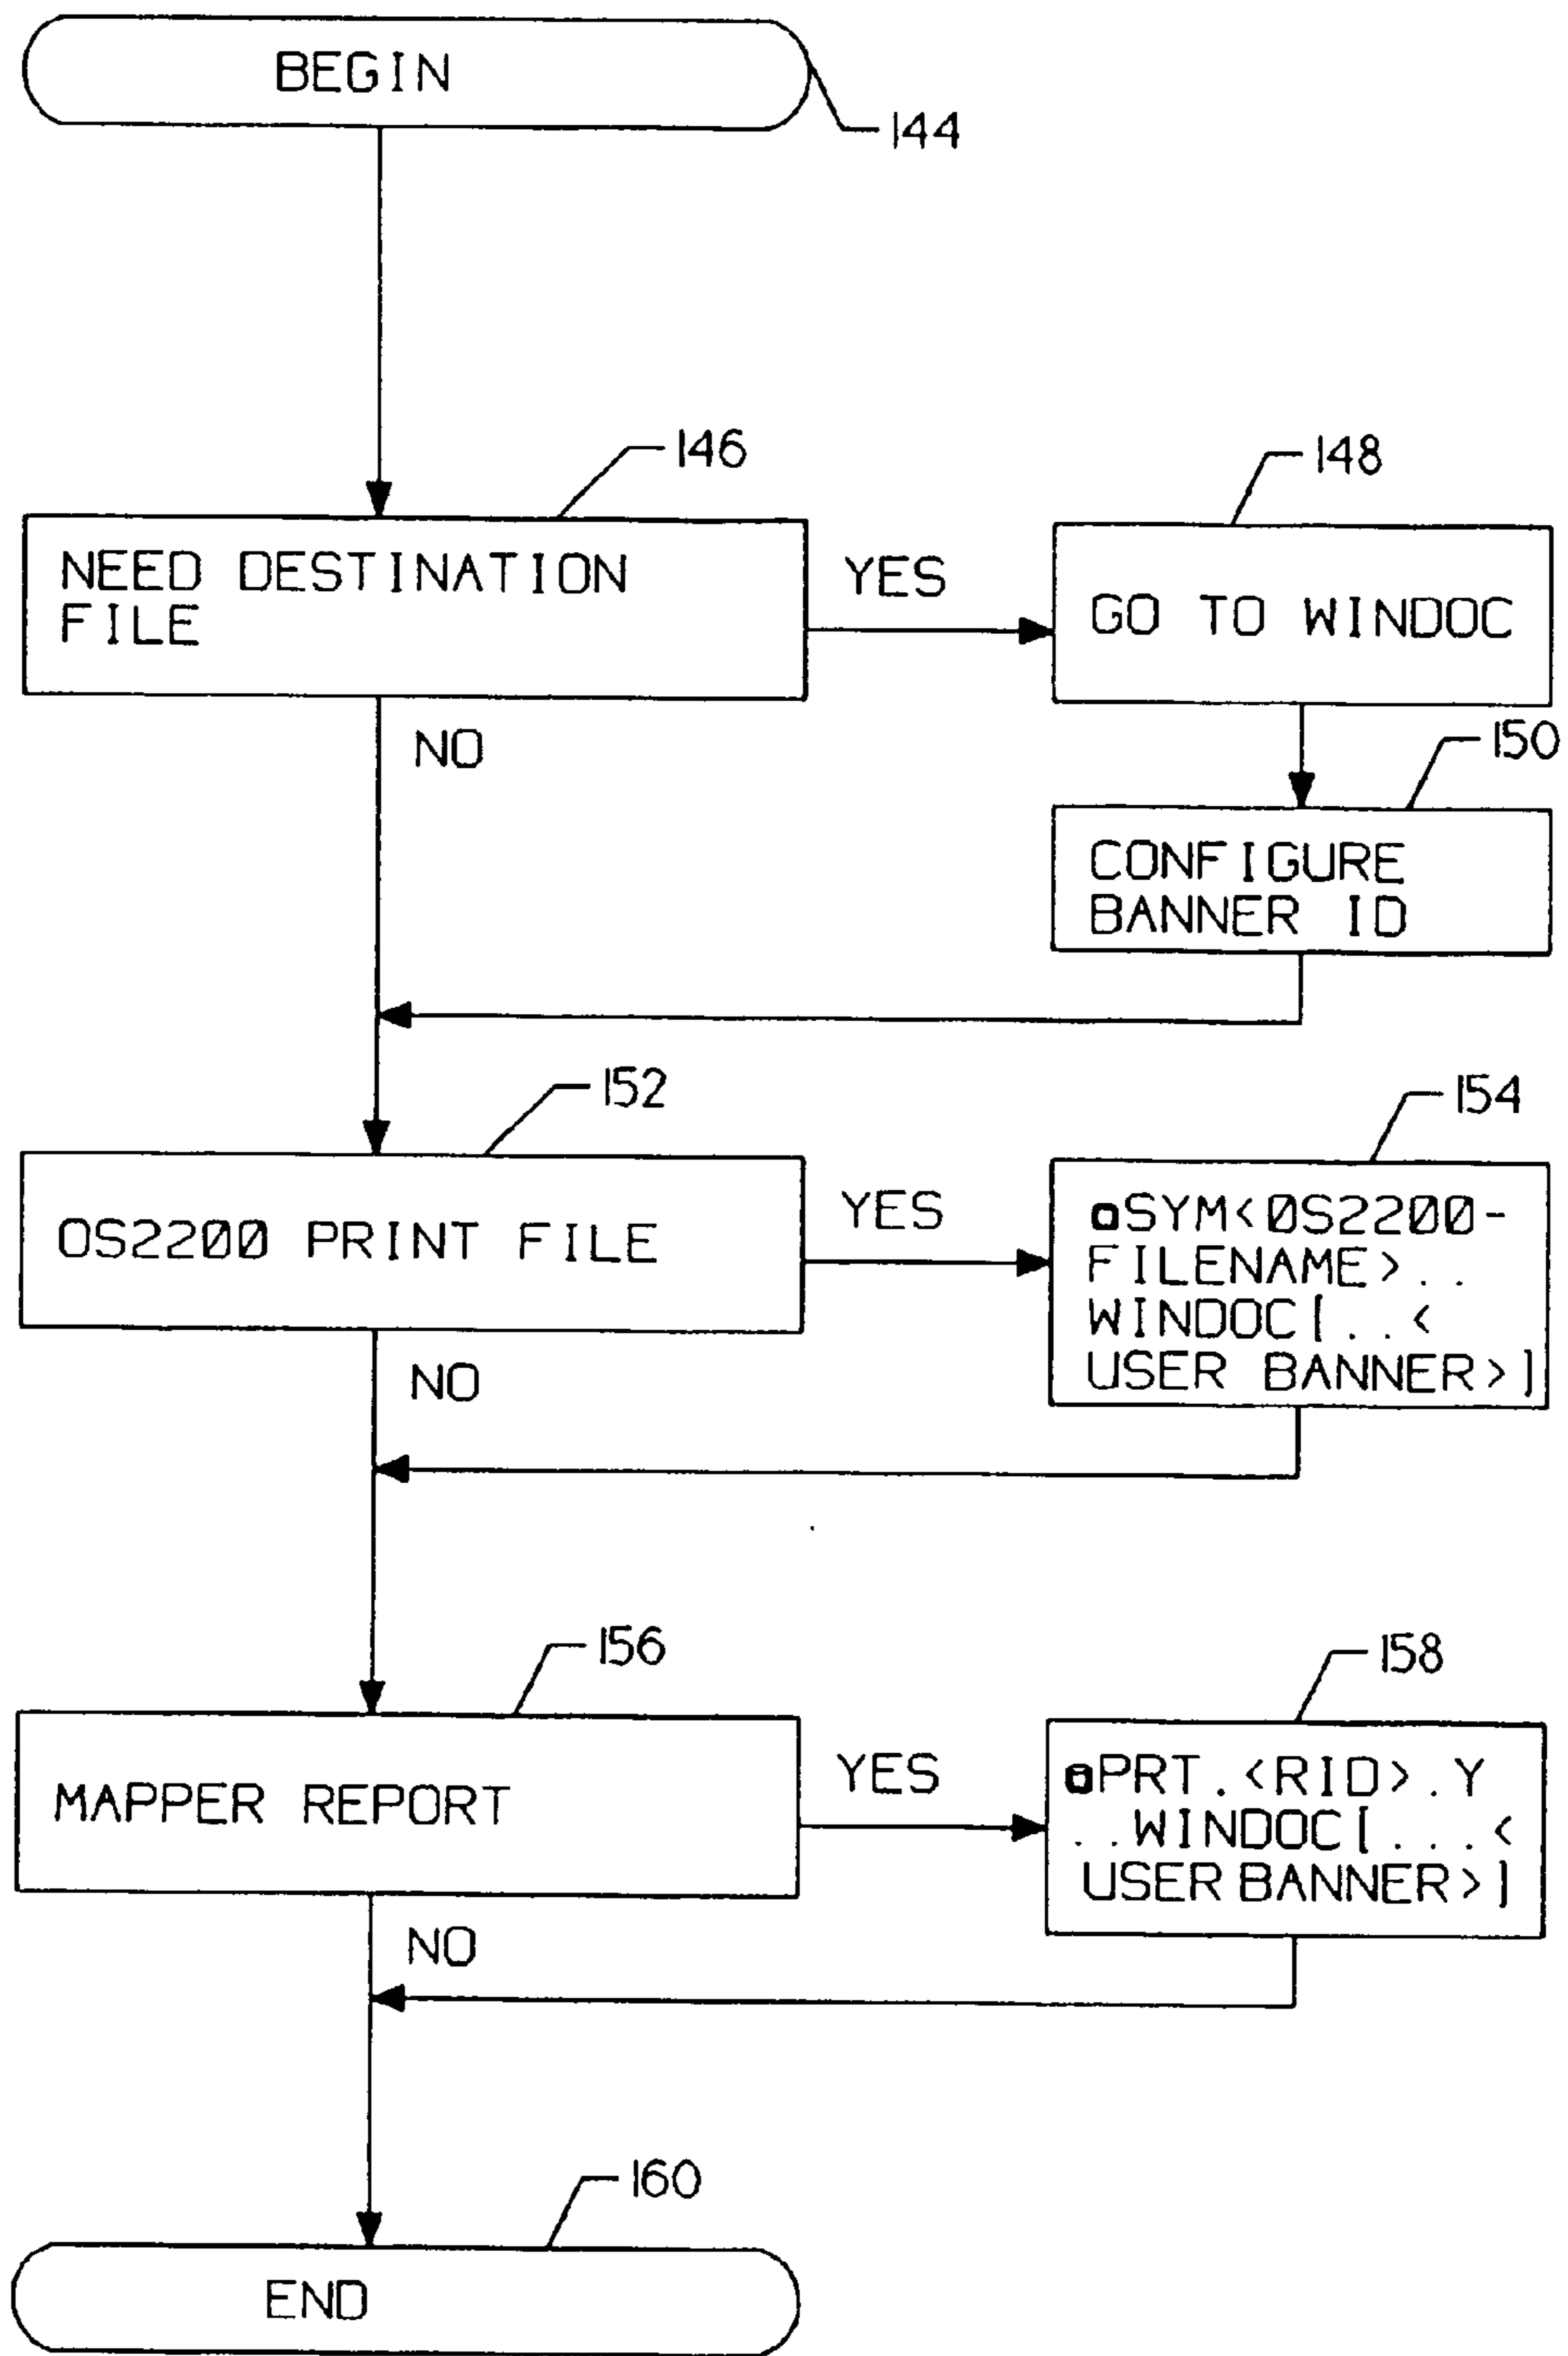 BEGIN
144
146
NEED DESTINATION
FILE
YES
148
GO TO WINDOC
NO
150
CONFIGURE
BANNER ID
152
OS2200 PRINT FILE
YES
154
@SYM<OS2200-
FILENAME>..
WINDOC[..<
USER BANNER>]
NO
156
MAPPER REPORT
YES
158
@PRT.<RID>.Y
..WINDOC[...<
USER BANNER>]
NO
160
END